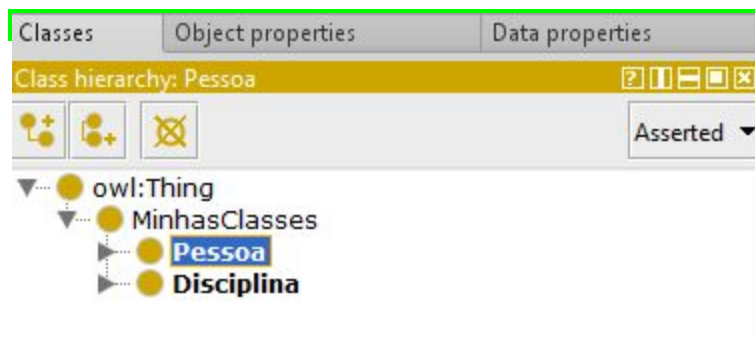 Classes Object properties Data properties
Class hierarchy: Pessoa
Asserted
owl:Thing
MinhasClasses
Pessoa
Disciplina